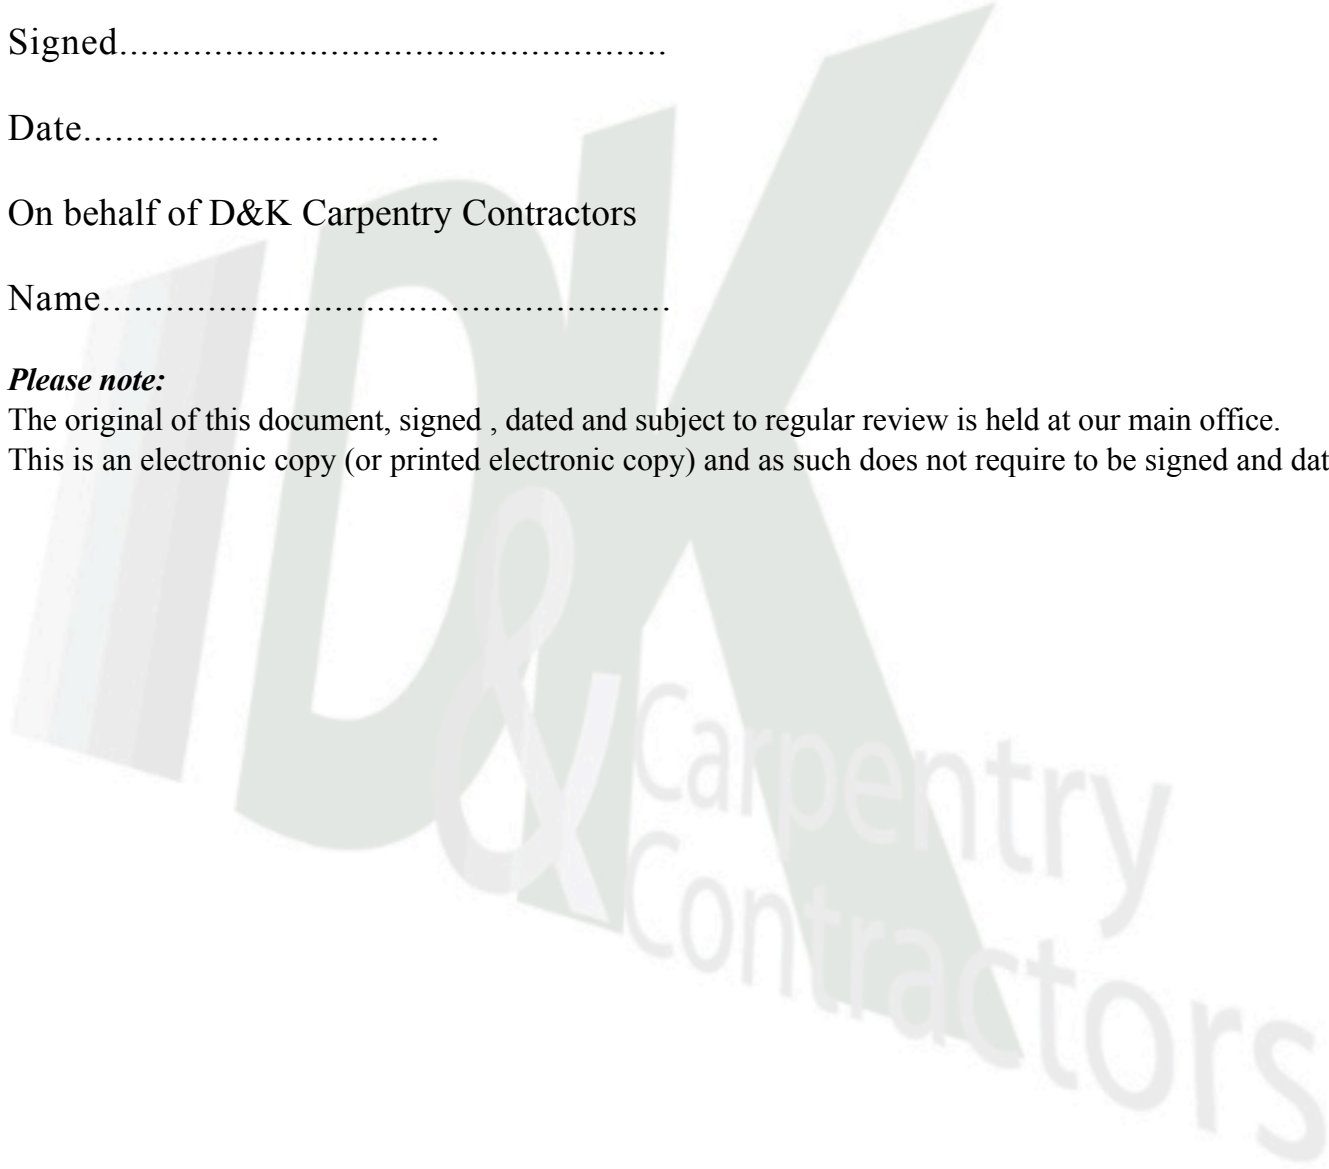 Signed....................................................
Date..................................
On behalf of D&K Carpentry Contractors
Name......................................................
Please note:
The original of this document, signed , dated and subject to regular review is held at our main office.
This is an electronic copy (or printed electronic copy) and as such does not require to be signed and dat
D&K
Carpentry
Contractors